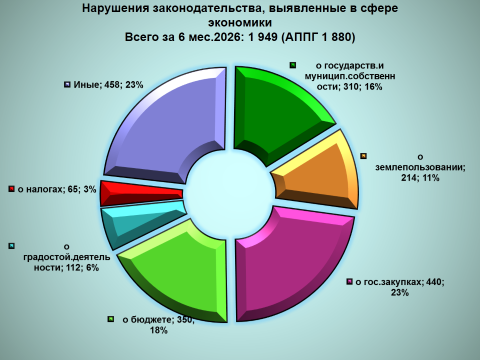 Нарушения законодательства, выявленные в сфере
экономики
Всего за 6 мес.2026: 1 949 (АППГ 1 880)
о государств.и
муницип.собственн
ости; 310; 16%
Иные; 458; 23%
о
землепользовании;
214; 11%
о налогах; 65; 3%
о
градостой.деятель
ности; 112; 6%
о гос.закупках; 440;
23%
о бюджете; 350;
18%